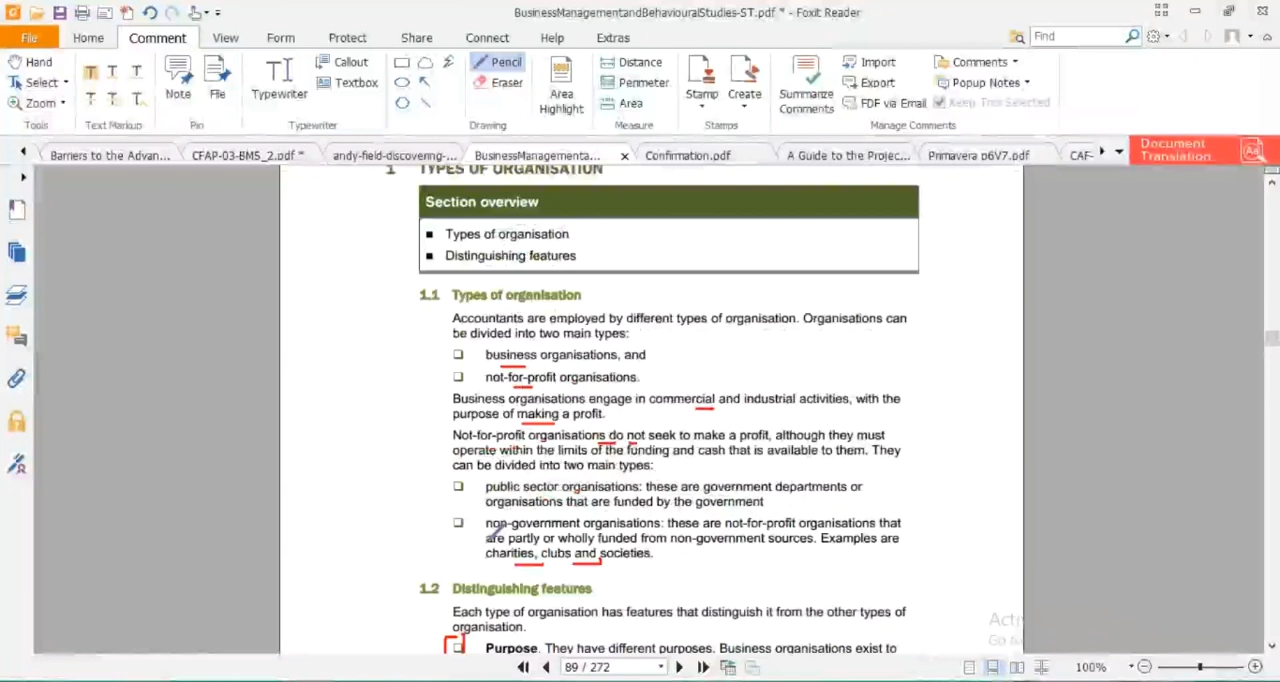 BusinessManagementandBehaviouralStudies-ST.pdf * - Foxit Reader
File Home Comment View Form Protect Share Connect Help Extras Find
Hand Select Zoom Tools
Text Markup
Note File Pin
Typewriter Callout Textbox Typewriter
Pencil Eraser Area Highlight Drawing
Distance Perimeter Area Measure
Stamp Create Stamps
Summarize Comments Import Export FDF via Email Comments Popup Notes Keep Tool Selected Manage Comments
Barriers to the Advan... CFAP-03-BMS_2.pdf * andy-field-discovering-... BusinessManagementa... x Confirmation.pdf A Guide to the Projec... Primavera p6V7.pdf CAF-
Document Translation
1 TYPES OF ORGANISATION
Section overview
■ Types of organisation
■ Distinguishing features
1.1 Types of organisation
Accountants are employed by different types of organisation. Organisations can
be divided into two main types:
❑ business organisations, and
❑ not-for-profit organisations.
Business organisations engage in commercial and industrial activities, with the
purpose of making a profit.
Not-for-profit organisations do not seek to make a profit, although they must
operate within the limits of the funding and cash that is available to them. They
can be divided into two main types:
❑ public sector organisations: these are government departments or
organisations that are funded by the government
❑ non-government organisations: these are not-for-profit organisations that
are partly or wholly funded from non-government sources. Examples are
charities, clubs and societies.
1.2 Distinguishing features
Each type of organisation has features that distinguish it from the other types of
organisation.
❑ Purpose. They have different purposes. Business organisations exist to
89 / 272
100%